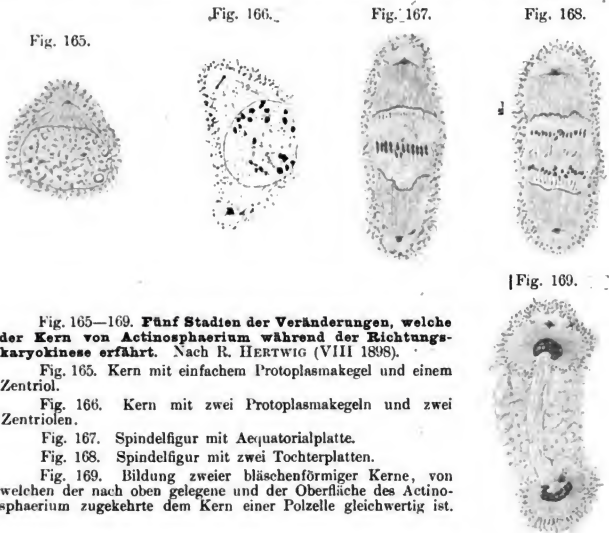 Fig. 165.
Fig. 166.
Fig. 167.
Fig. 168.
Fig. 169.
Fig. 165—169. Fünf Stadien der Veränderungen, welche
der Kern von Actinosphaerium während der Richtungs-
karyokinese erfährt. Nach R. HERTWIG (VIII 1898).
Fig. 165. Kern mit einfachem Protoplasmakegel und einem
Zentriol.
Fig. 166. Kern mit zwei Protoplasmakegeln und zwei
Zentriolen.
Fig. 167. Spindelfigur mit Aequatorialplatte.
Fig. 168. Spindelfigur mit zwei Tochterplatten.
Fig. 169. Bildung zweier bläschenförmiger Kerne, von
welchen der nach oben gelegene und der Oberfläche des Actino-
sphaerium zugekehrte dem Kern einer Polzelle gleichwertig ist.